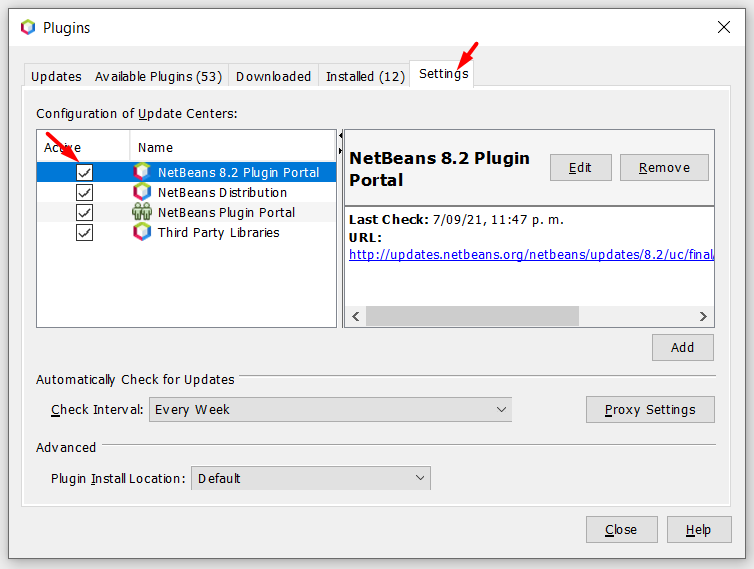 Plugins
Updates Available Plugins (53) Downloaded Installed (12) Settings
Configuration of Update Centers:
Active Name
NetBeans 8.2 Plugin Portal
NetBeans Distribution
NetBeans Plugin Portal
Third Party Libraries
NetBeans 8.2 Plugin
Portal
Edit Remove
Last Check: 7/09/21, 11:47 p. m.
URL:
http://updates.netbeans.org/netbeans/updates/8.2/uc/final/
Add
Automatically Check for Updates
Check Interval: Every Week Proxy Settings
Advanced
Plugin Install Location: Default
Close Help